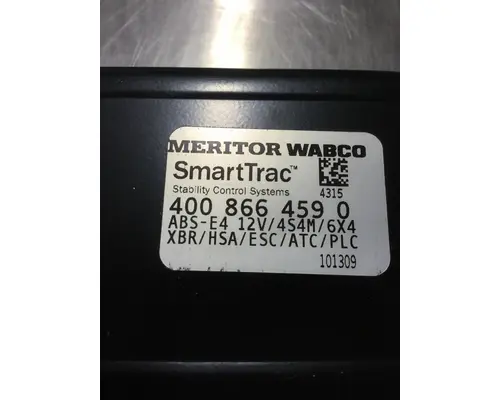 MERITOR WABCO
SmartTrac™
Stability Control Systems 4315
400 866 459 0
ABS-E4 12V/4S4M/6X4
XBR/HSA/ESC/ATC/PLC
101309